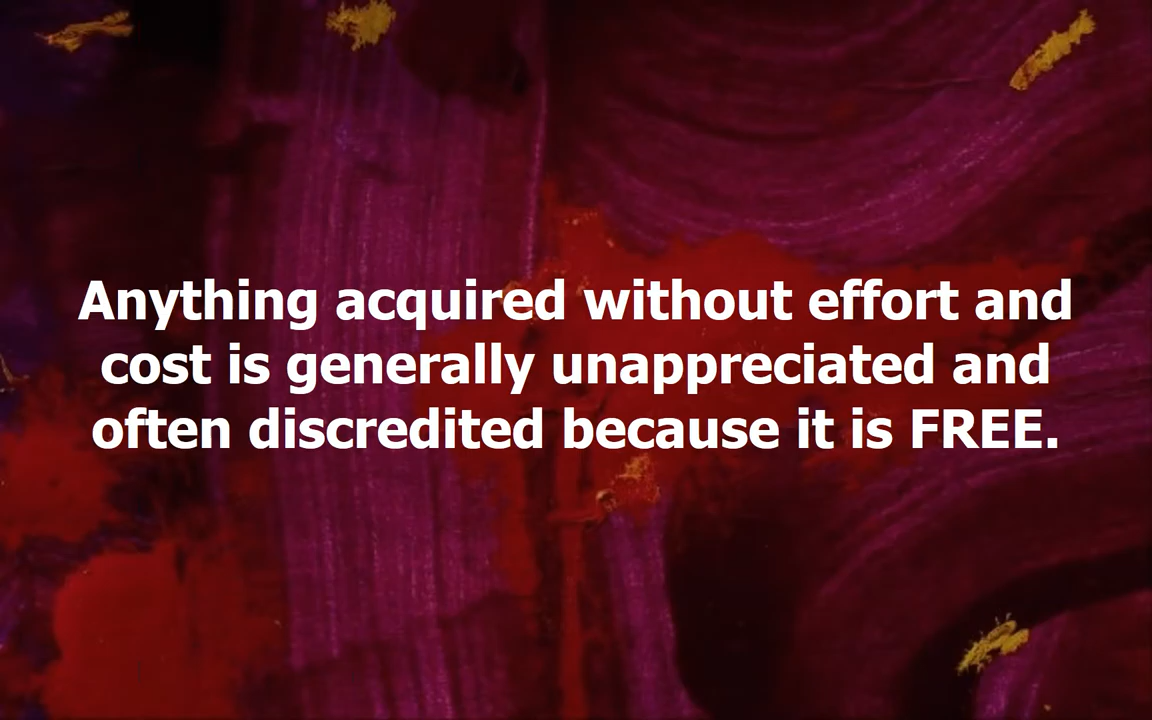 Anything acquired without effort and
cost is generally unappreciated and
often discredited because it is FREE.